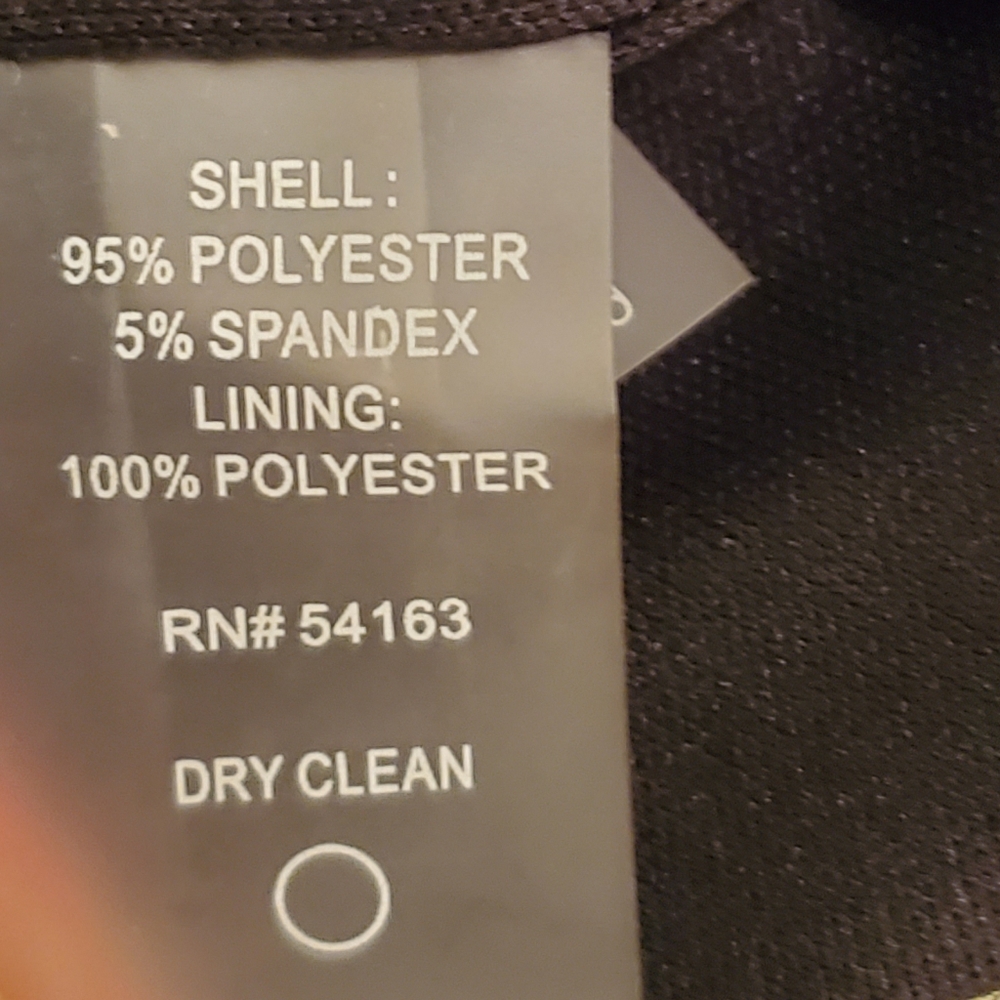 SHELL :
95% POLYESTER
5% SPANDEX
LINING:
100% POLYESTER
RN# 54163
DRY CLEAN